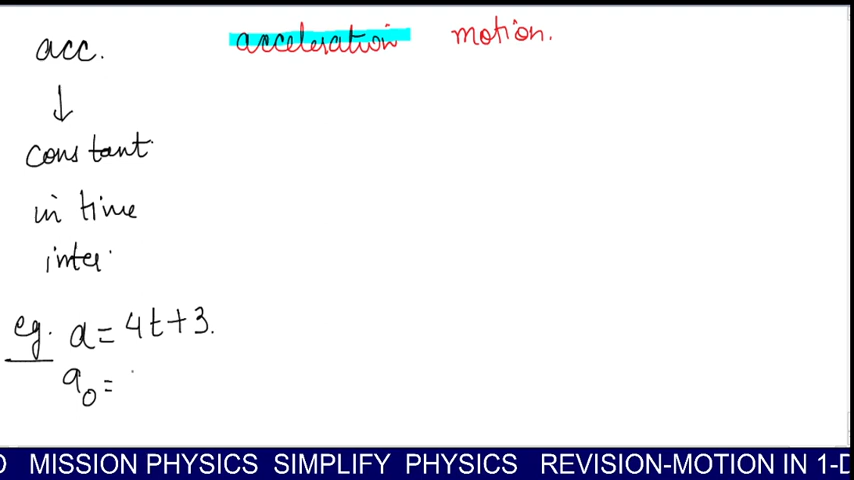 acc. acceleration motion.
↓
constant
in time
inter
eg. a = 4t + 3.
a₀ =
MISSION PHYSICS SIMPLIFY PHYSICS REVISION-MOTION IN 1-D